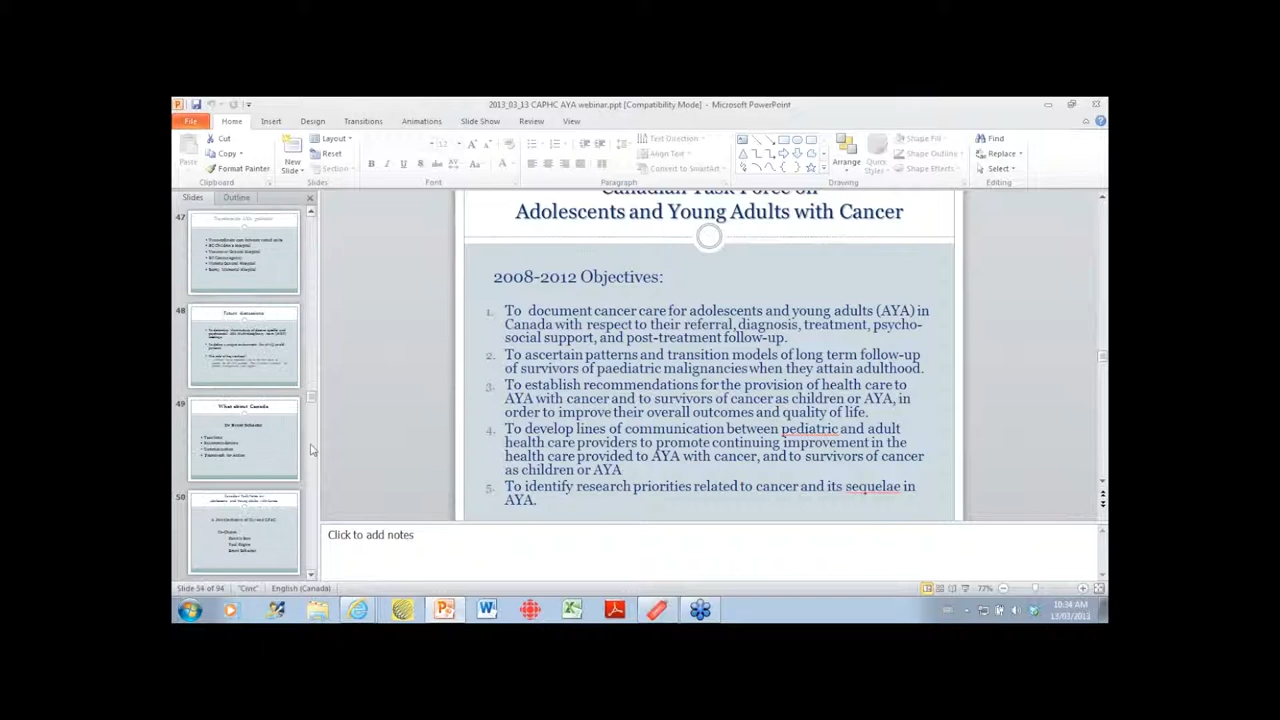 2013_03_13 CAPHC AYA webinar.ppt [Compatibility Mode] - Microsoft PowerPoint
File Home Insert Design Transitions Animations Slide Show Review View
Cut
Copy
Format Painter
Paste
Clipboard
New
Slide
Layout
Reset
Section
Slides
Font
Text Direction
Align Text
Convert to SmartArt
Paragraph
Arrange
Quick
Styles
Shape Fill
Shape Outline
Shape Effects
Drawing
Find
Replace
Select
Editing
Slides Outline
47
48
Future discussions
49
What about Canada
50
Canadian Task Force on
Adolescents and Young Adults with Cancer
2008-2012 Objectives:
1. To document cancer care for adolescents and young adults (AYA) in
Canada with respect to their referral, diagnosis, treatment, psycho-
social support, and post-treatment follow-up.
2. To ascertain patterns and transition models of long term follow-up
of survivors of paediatric malignancies when they attain adulthood.
3. To establish recommendations for the provision of health care to
AYA with cancer and to survivors of cancer as children or AYA, in
order to improve their overall outcomes and quality of life.
4. To develop lines of communication between pediatric and adult
health care providers to promote continuing improvement in the
health care provided to AYA with cancer, and to survivors of cancer
as children or AYA
5. To identify research priorities related to cancer and its sequelae in
AYA.
Click to add notes
Slide 54 of 94 "Civic" English (Canada)
77%
10:34 AM
13/03/2013